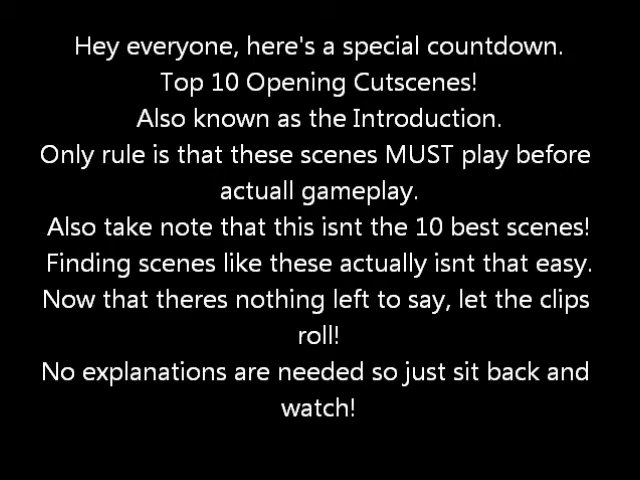 Hey everyone, here's a special countdown.
Top 10 Opening Cutscenes!
Also known as the Introduction.
Only rule is that these scenes MUST play before
actuall gameplay.
Also take note that this isnt the 10 best scenes!
Finding scenes like these actually isnt that easy.
Now that theres nothing left to say, let the clips
roll!
No explanations are needed so just sit back and
watch!